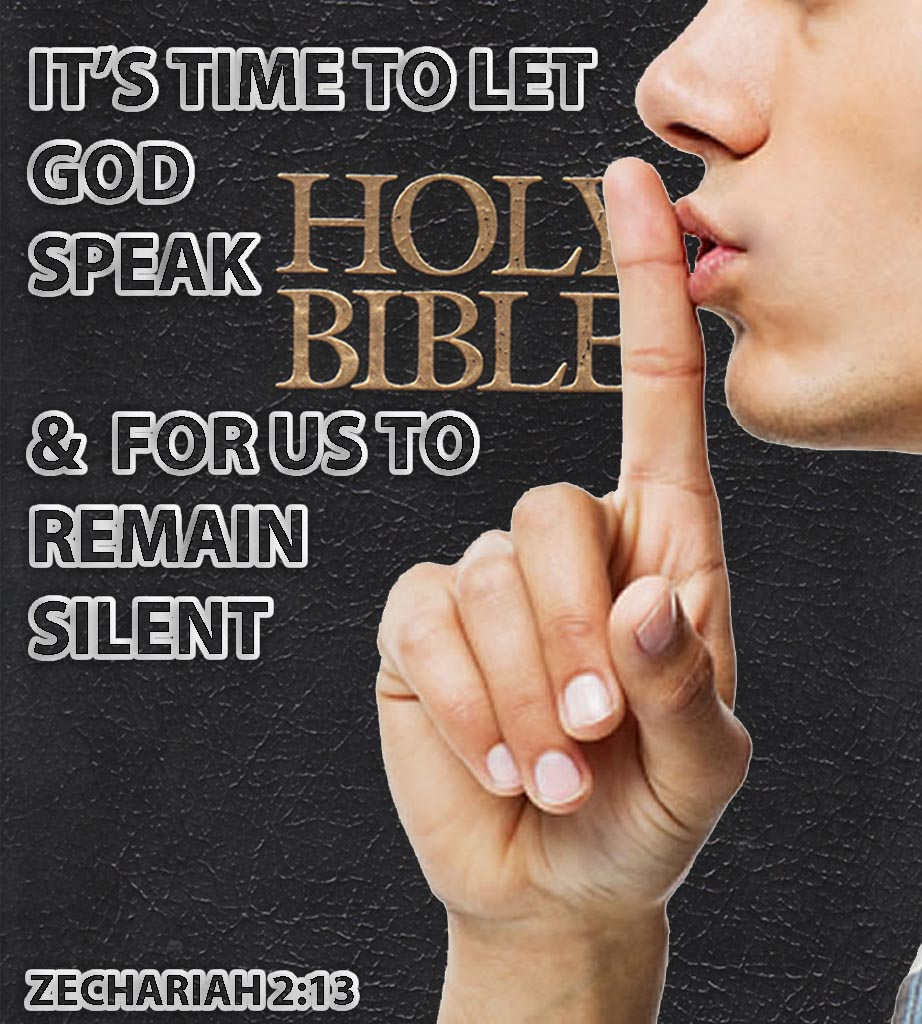 IT'S TIME TO LET
GOD
SPEAK
HOLY
BIBLE
& FOR US TO
REMAIN
SILENT
ZECHARIAH 2:13